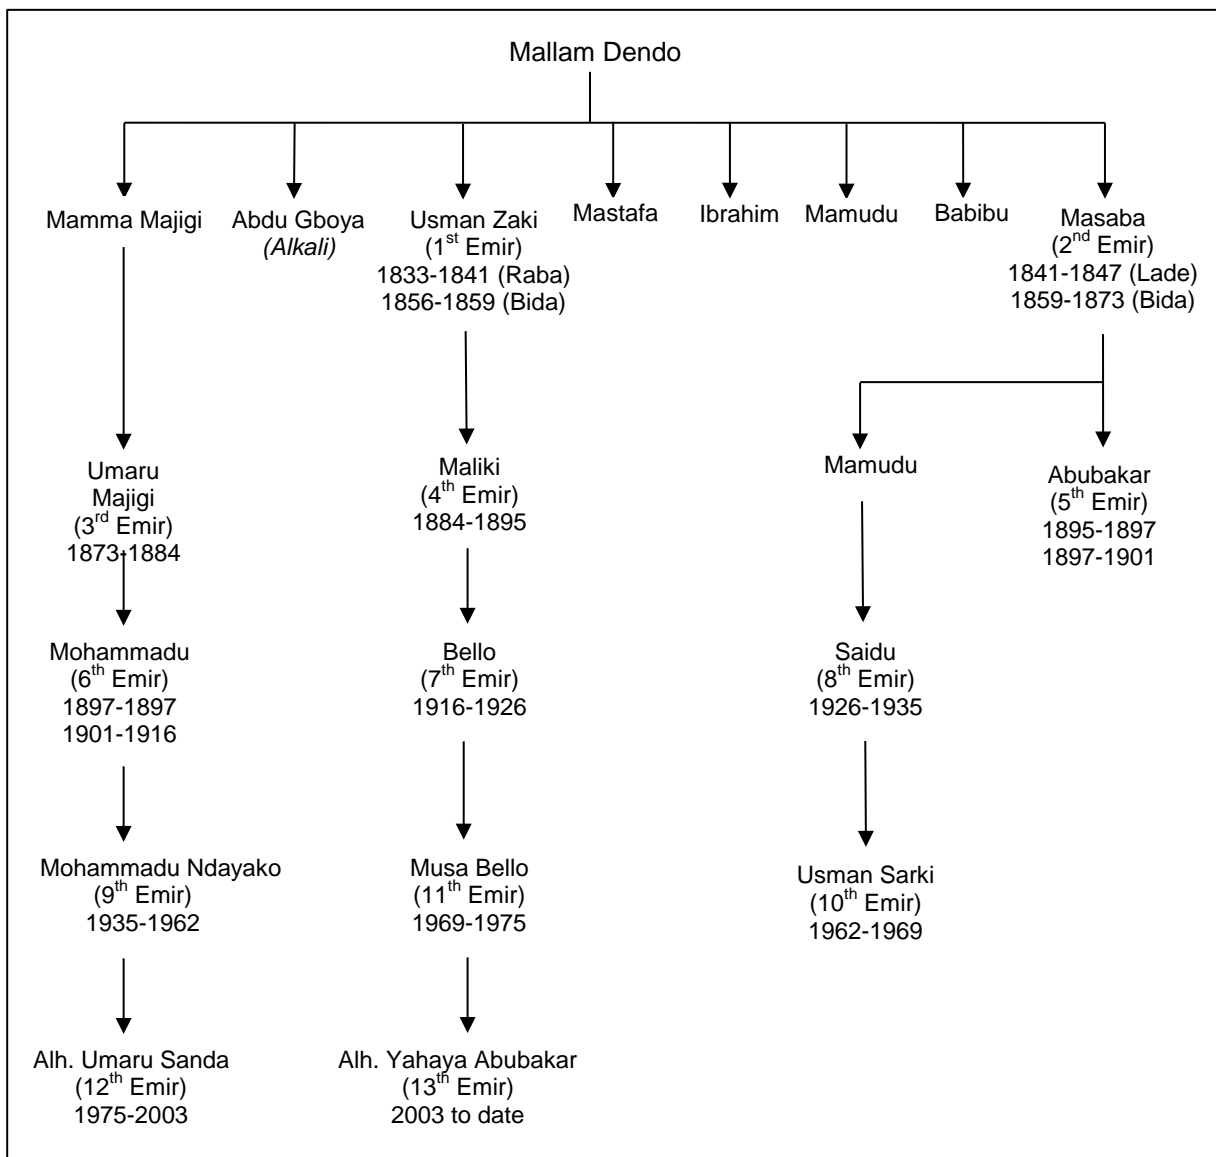 Mallam Dendo
Mamma Majigi
Abdu Gboya
(Alkali)
Usman Zaki
(1st Emir)
1833-1841 (Raba)
1856-1859 (Bida)
Mastafa
Ibrahim
Mamudu
Babibu
Masaba
(2nd Emir)
1841-1847 (Lade)
1859-1873 (Bida)
Umaru
Majigi
(3rd Emir)
1873-1884
Maliki
(4th Emir)
1884-1895
Mamudu
Abubakar
(5th Emir)
1895-1897
1897-1901
Mohammadu
(6th Emir)
1897-1897
1901-1916
Bello
(7th Emir)
1916-1926
Saidu
(8th Emir)
1926-1935
Mohammadu Ndayako
(9th Emir)
1935-1962
Musa Bello
(11th Emir)
1969-1975
Usman Sarki
(10th Emir)
1962-1969
Alh. Umaru Sanda
(12th Emir)
1975-2003
Alh. Yahaya Abubakar
(13th Emir)
2003 to date